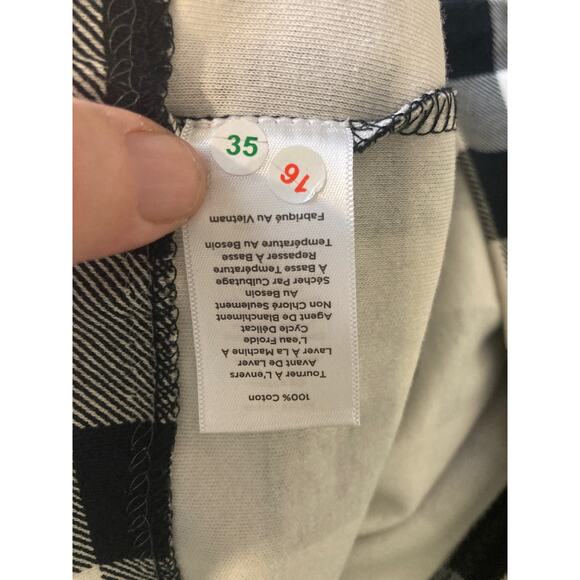 100% Coton
Tourner À L'envers
Avant De Laver
Laver À La Machine À
L'eau Froide
Cycle Délicat
Agent De Blanchiment
Non Chloré Seulement
Au Besoin
Sécher Par Culbutage
À Basse Température
Repasser À Basse
Température Au Besoin
Fabriqué Au Vietnam
35
16